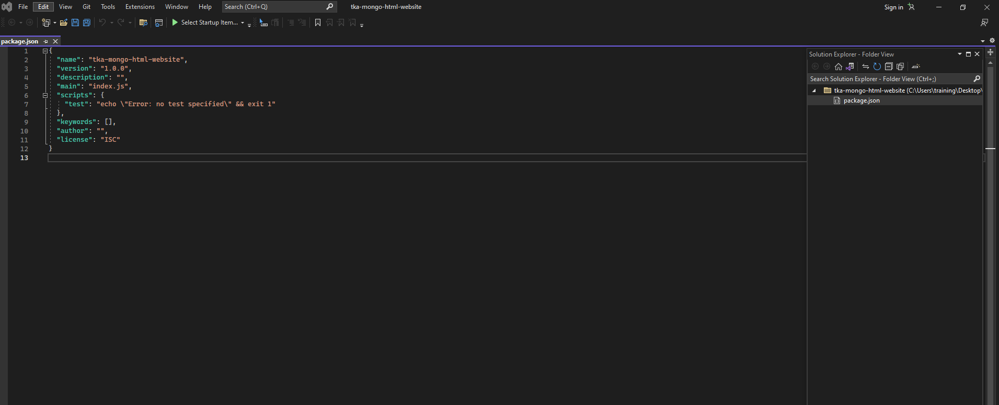 File Edit View Git Tools Extensions Window Help Search (Ctrl+Q) tka-mongo-html-website Sign in
Select Startup Item...
package.json
1 {
2 "name": "tka-mongo-html-website",
3 "version": "1.0.0",
4 "description": "",
5 "main": "index.js",
6 "scripts": {
7 "test": "echo \"Error: no test specified\" && exit 1"
8 },
9 "keywords": [],
10 "author": "",
11 "license": "ISC"
12 }
13
Solution Explorer - Folder View
Search Solution Explorer - Folder View (Ctrl+;)
tka-mongo-html-website (C:\Users\training\Desktop\
package.json